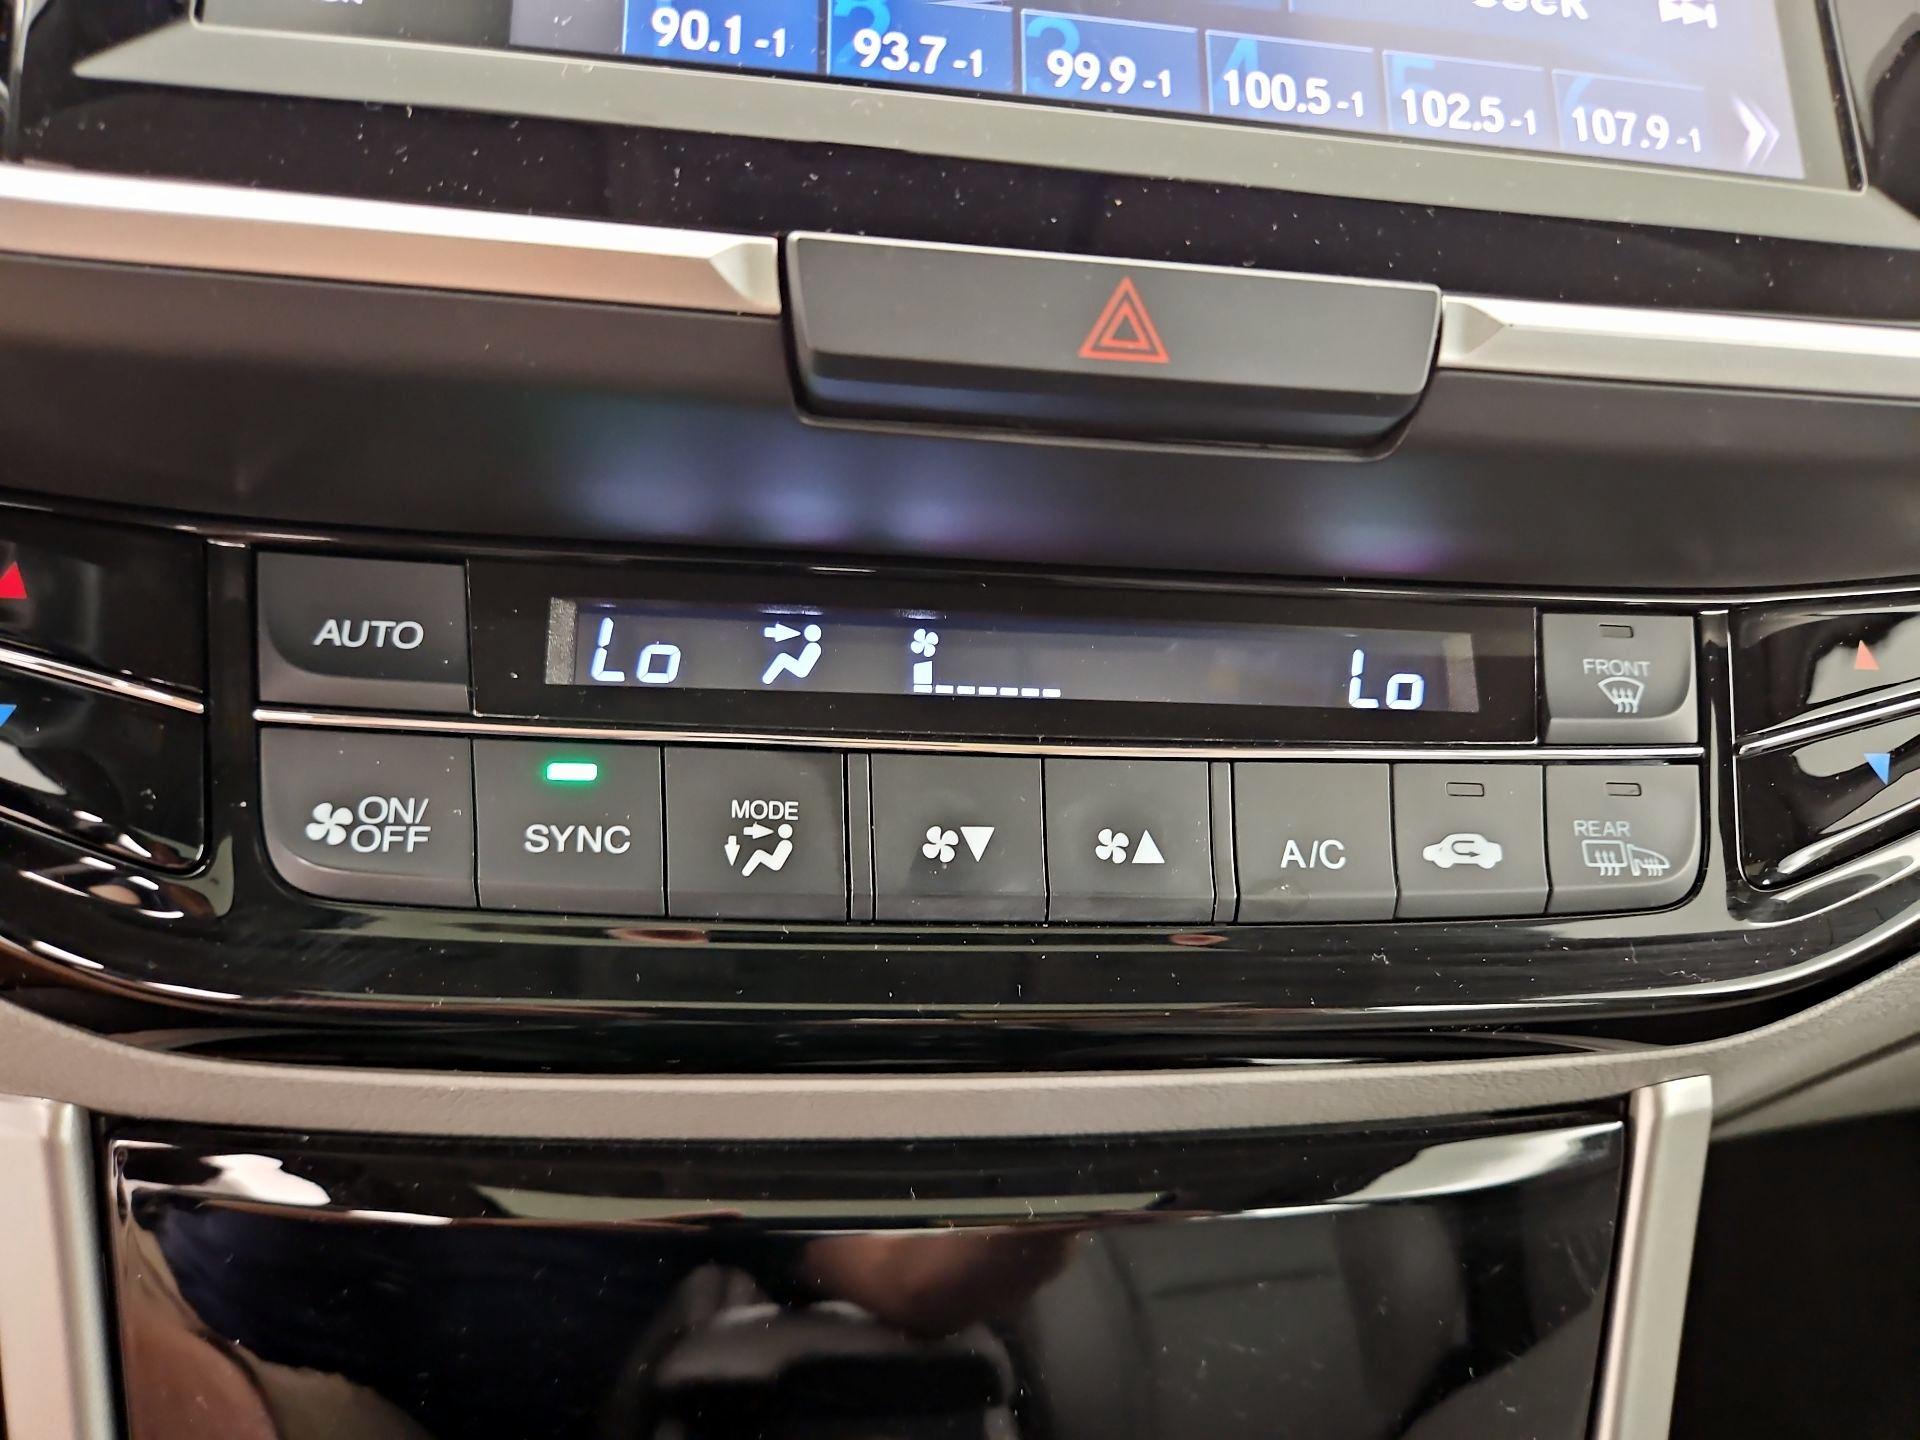 90.1-1 93.7-1 99.9-1 100.5-1 102.5-1 107.9-1
AUTO
Lo Lo
FRONT
ON/
OFF
SYNC
MODE
A/C
REAR